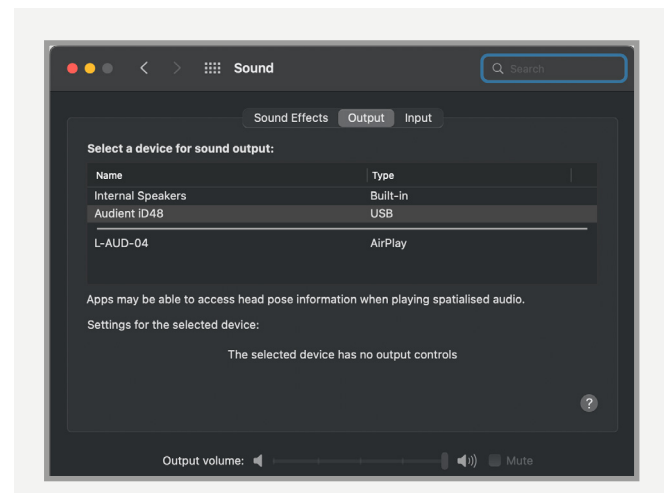 Sound
Search
Sound Effects Output Input
Select a device for sound output:
Name Type
Internal Speakers Built-in
Audient iD48 USB
L-AUD-04 AirPlay
Apps may be able to access head pose information when playing spatialised audio.
Settings for the selected device:
The selected device has no output controls
?
Output volume: Mute